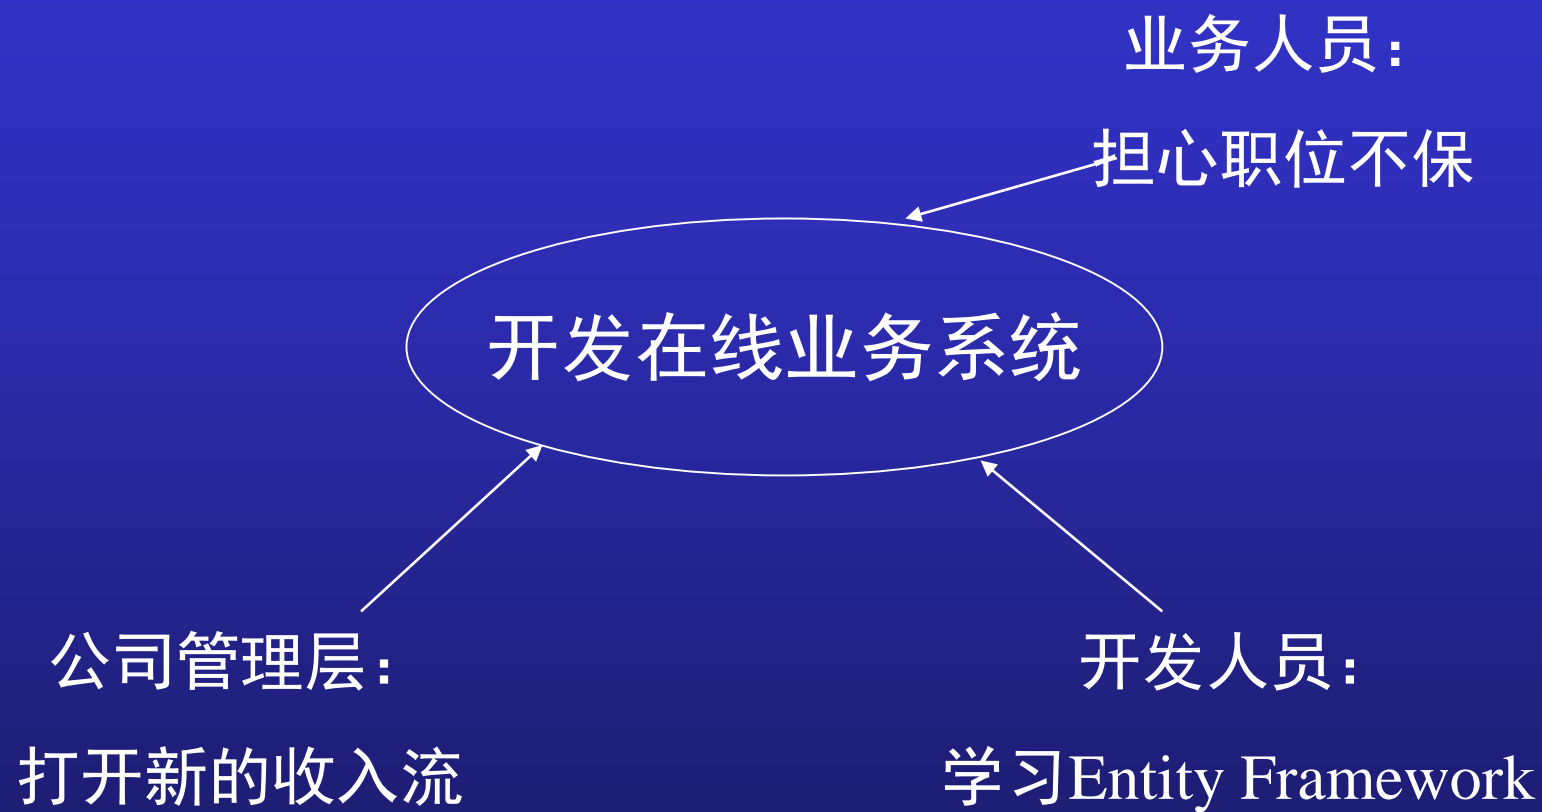 业务人员：
担心职位不保
开发在线业务系统
公司管理层：
打开新的收入流
开发人员：
学习Entity Framework